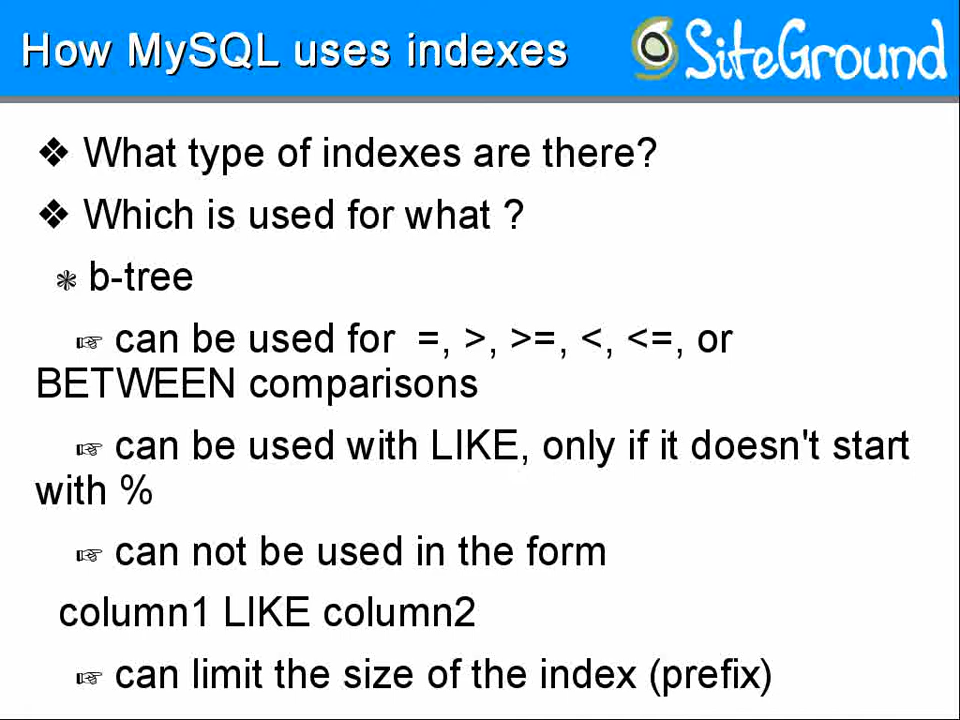 How MySQL uses indexes
SiteGround
❖ What type of indexes are there?
❖ Which is used for what ?
❃ b-tree
☞ can be used for =, >, >=, <, <=, or
BETWEEN comparisons
☞ can be used with LIKE, only if it doesn't start
with %
☞ can not be used in the form
column1 LIKE column2
☞ can limit the size of the index (prefix)